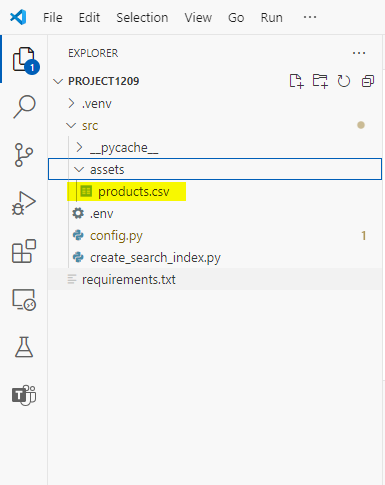 File Edit Selection View Go Run ···
EXPLORER ···
1
PROJECT1209
.venv
src
__pycache__
assets
products.csv
.env
config.py 1
create_search_index.py
requirements.txt
T